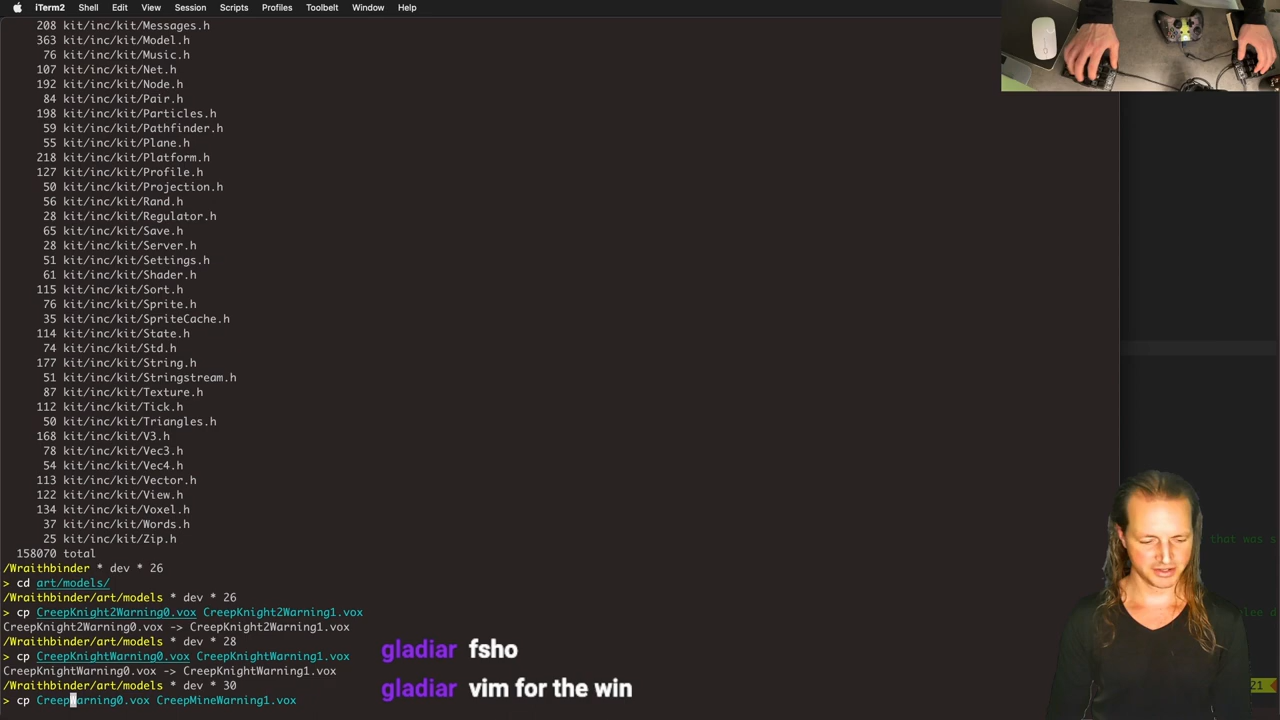 iTerm2 Shell Edit View Session Scripts Profiles Toolbelt Window Help
208 kit/inc/kit/Messages.h
363 kit/inc/kit/Model.h
76 kit/inc/kit/Music.h
107 kit/inc/kit/Net.h
192 kit/inc/kit/Node.h
84 kit/inc/kit/Pair.h
198 kit/inc/kit/Particles.h
59 kit/inc/kit/Pathfinder.h
55 kit/inc/kit/Plane.h
218 kit/inc/kit/Platform.h
127 kit/inc/kit/Profile.h
50 kit/inc/kit/Projection.h
56 kit/inc/kit/Rand.h
28 kit/inc/kit/Regulator.h
65 kit/inc/kit/Save.h
28 kit/inc/kit/Server.h
51 kit/inc/kit/Settings.h
61 kit/inc/kit/Shader.h
115 kit/inc/kit/Sort.h
76 kit/inc/kit/Sprite.h
35 kit/inc/kit/SpriteCache.h
114 kit/inc/kit/State.h
74 kit/inc/kit/Std.h
177 kit/inc/kit/String.h
51 kit/inc/kit/Stringstream.h
87 kit/inc/kit/Texture.h
112 kit/inc/kit/Tick.h
50 kit/inc/kit/Triangles.h
168 kit/inc/kit/V3.h
78 kit/inc/kit/Vec3.h
54 kit/inc/kit/Vec4.h
113 kit/inc/kit/Vector.h
122 kit/inc/kit/View.h
134 kit/inc/kit/Voxel.h
37 kit/inc/kit/Words.h
25 kit/inc/kit/Zip.h
that was s
158070 total
/Wraithbinder * dev * 26
> cd art/models/
/Wraithbinder/art/models * dev * 26
> cp CreepKnight2Warning0.vox CreepKnight2Warning1.vox
elee d
CreepKnight2Warning0.vox -> CreepKnight2Warning1.vox
/Wraithbinder/art/models * dev * 28
gladiar fsho
> cp CreepKnightWarning0.vox CreepKnightWarning1.vox
CreepKnightWarning0.vox -> CreepKnightWarning1.vox
/Wraithbinder/art/models * dev * 30
gladiar vim for the win
21
> cp CreepWarning0.vox CreepMineWarning1.vox